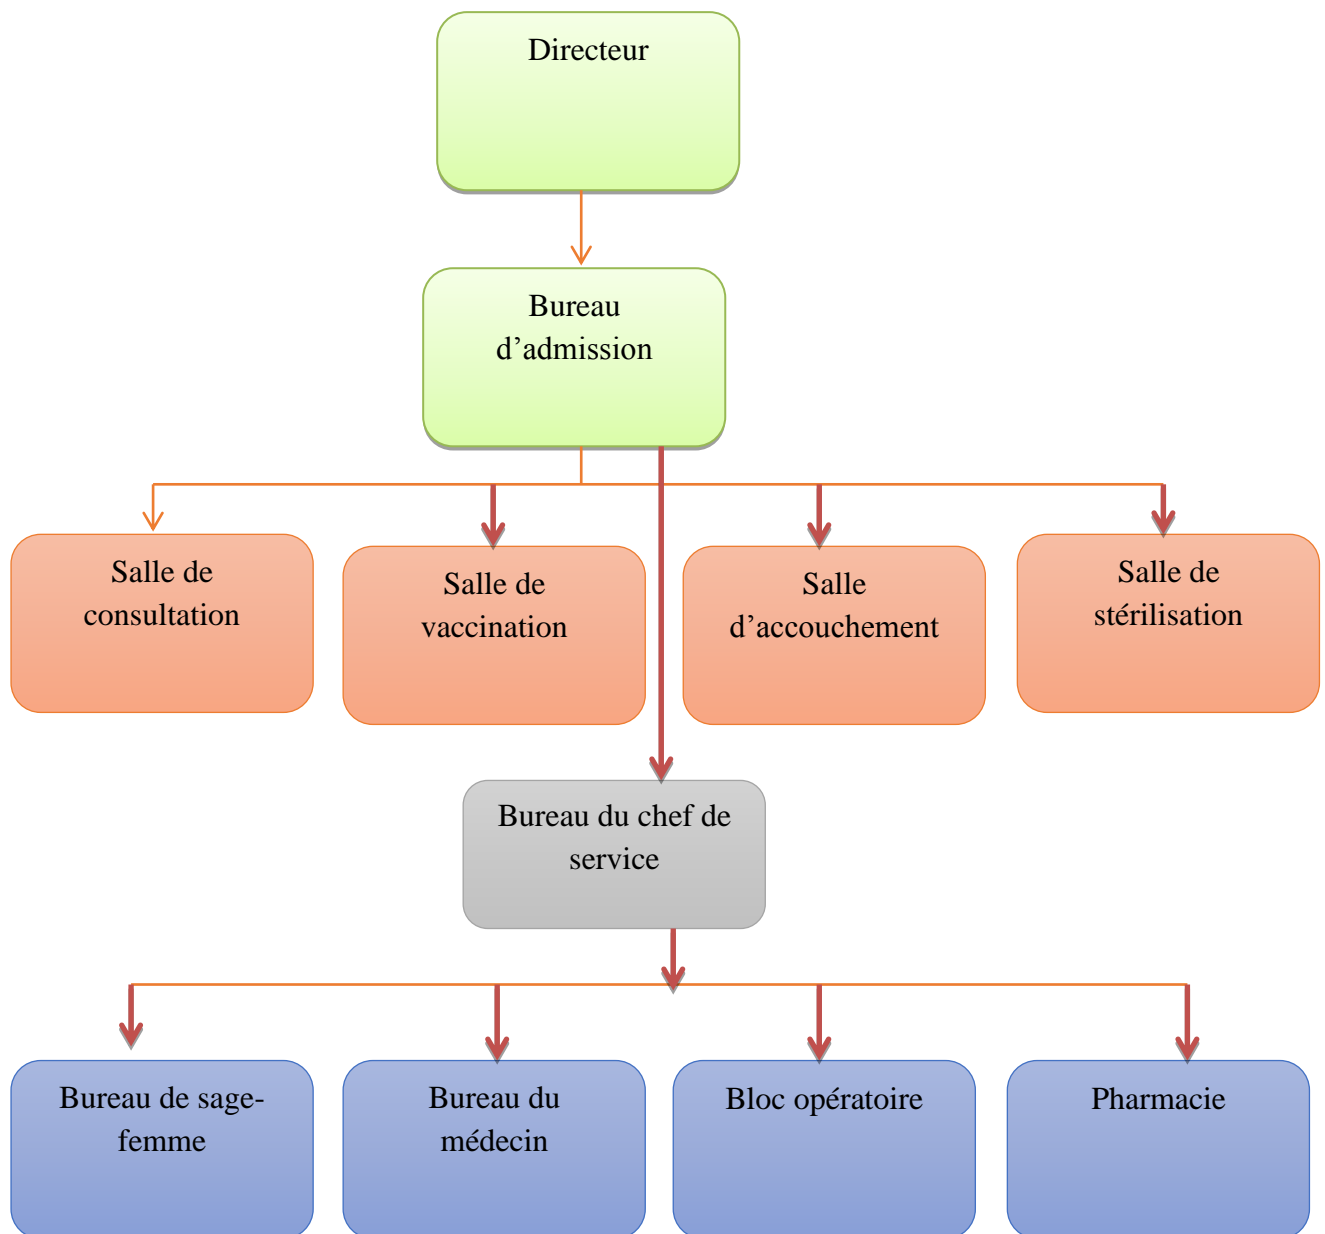 Directeur
Bureau
d’admission
Salle de
consultation
Salle de
vaccination
Salle
d’accouchement
Salle de
stérilisation
Bureau du chef de
service
Bureau de sage-
femme
Bureau du
médecin
Bloc opératoire
Pharmacie